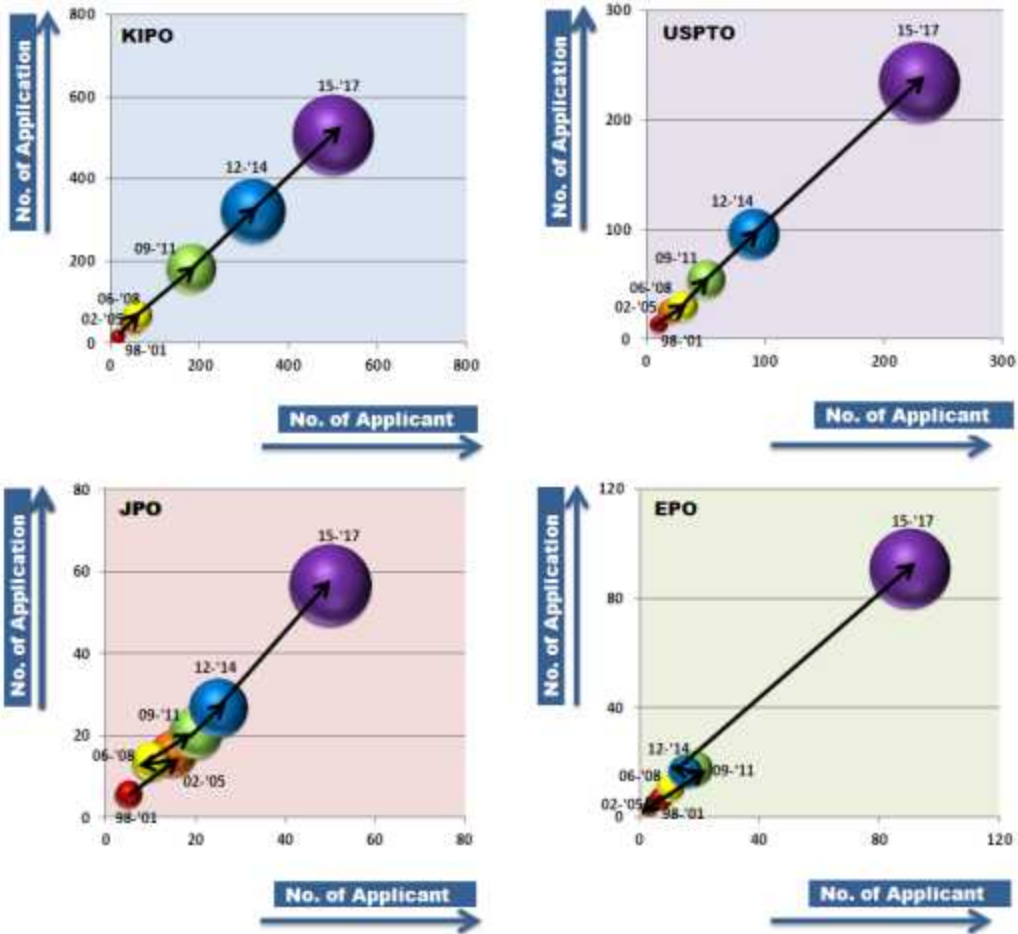 KIPO
No. of Application
800
600
400
200
0
15-'17
12-'14
09-'11
06-'08
02-'05
98-'01
0 200 400 600 800
No. of Applicant
USPTO
No. of Application
300
200
100
0
15-'17
12-'14
09-'11
06-'08
02-'05
98-'01
0 100 200 300
No. of Applicant
JPO
No. of Application
80
60
40
20
0
15-'17
12-'14
09-'11
06-'08
02-'05
98-'01
0 20 40 60 80
No. of Applicant
EPO
No. of Application
120
80
40
0
15-'17
12-'14
09-'11
06-'08
02-'05
98-'01
0 40 80 120
No. of Applicant